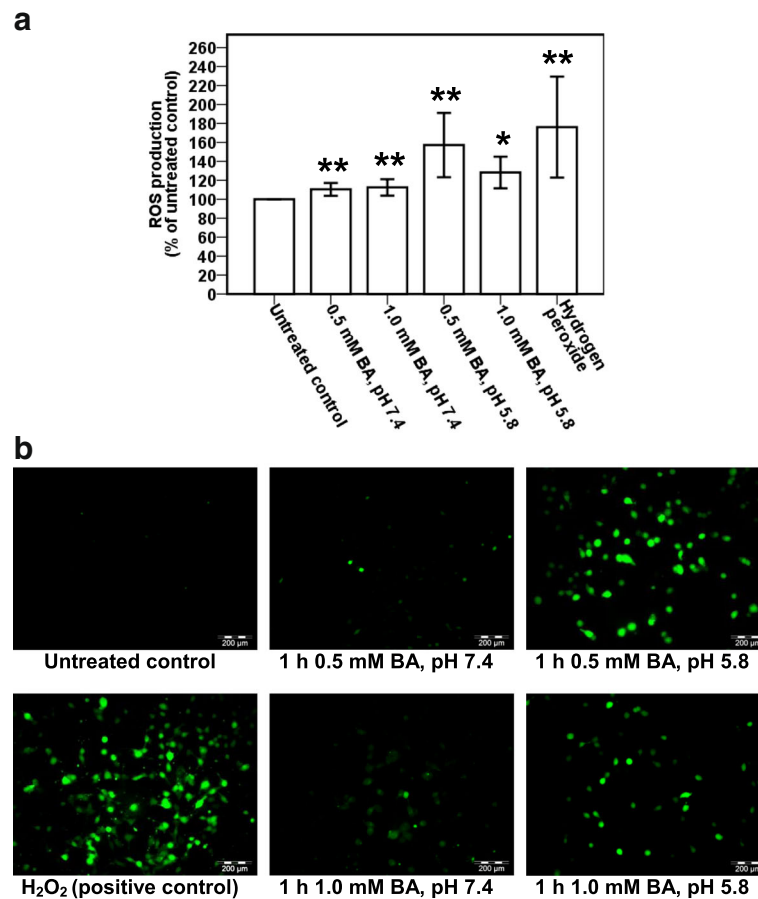 a
ROS production
(% of untreated control)
260
240
220
200
180
160
140
120
100
80
60
40
20
0
**
**
**
*
**
Untreated control
0.5 mM BA, pH 7.4
1.0 mM BA, pH 7.4
0.5 mM BA, pH 5.8
1.0 mM BA, pH 5.8
Hydrogen
peroxide
b
200 µm
200 µm
200 µm
Untreated control
1 h 0.5 mM BA, pH 7.4
1 h 0.5 mM BA, pH 5.8
200 µm
200 µm
200 µm
H₂O₂ (positive control)
1 h 1.0 mM BA, pH 7.4
1 h 1.0 mM BA, pH 5.8